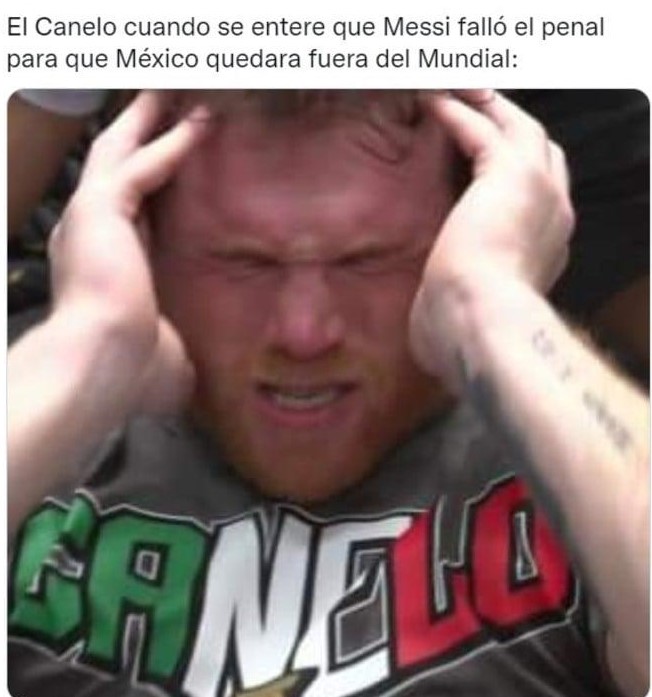 El Canelo cuando se entere que Messi falló el penal
para que México quedara fuera del Mundial:
CANELO